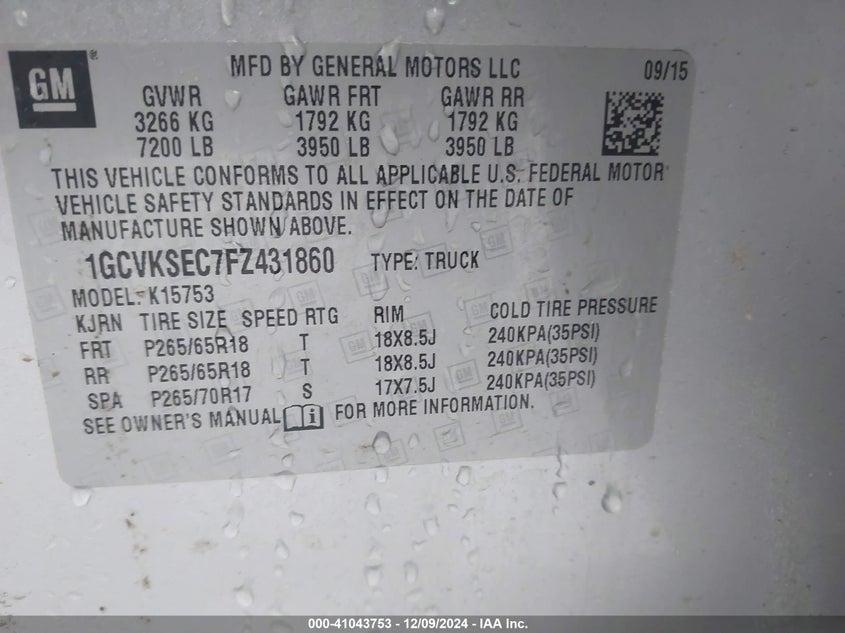 GM®
MFD BY GENERAL MOTORS LLC 09/15
GVWR GAWR FRT GAWR RR
3266 KG 1792 KG 1792 KG
7200 LB 3950 LB 3950 LB
THIS VEHICLE CONFORMS TO ALL APPLICABLE U.S. FEDERAL MOTOR
VEHICLE SAFETY STANDARDS IN EFFECT ON THE DATE OF
MANUFACTURE SHOWN ABOVE.
1GCVKSEC7FZ431860 TYPE: TRUCK
MODEL: K15753
KJRN TIRE SIZE SPEED RTG RIM COLD TIRE PRESSURE
FRT P265/65R18 T 18X8.5J 240KPA(35PSI)
RR P265/65R18 T 18X8.5J 240KPA(35PSI)
SPA P265/70R17 S 17X7.5J 240KPA(35PSI)
SEE OWNER'S MANUAL i FOR MORE INFORMATION.
000-41043753 - 12/09/2024 - IAA Inc.